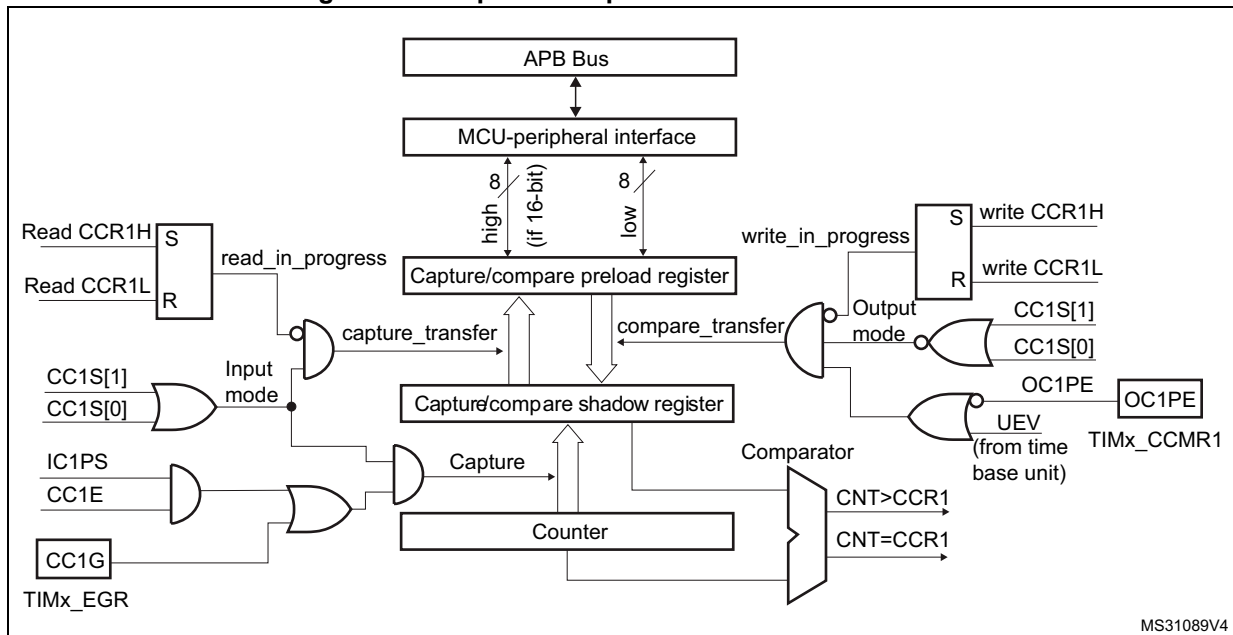 APB Bus
MCU-peripheral interface
8
high
(if 16-bit)
8
low
Read CCR1H
S
Read CCR1L
R
read_in_progress
write_in_progress
S
write CCR1H
R
write CCR1L
Capture/compare preload register
capture_transfer
compare_transfer
Output
mode
CC1S[1]
CC1S[0]
CC1S[1]
CC1S[0]
Input
mode
Capture/compare shadow register
OC1PE
OC1PE
UEV
(from time
base unit)
TIMx_CCMR1
IC1PS
CC1E
Capture
Comparator
CNT>CCR1
CNT=CCR1
Counter
CC1G
TIMx_EGR
MS31089V4